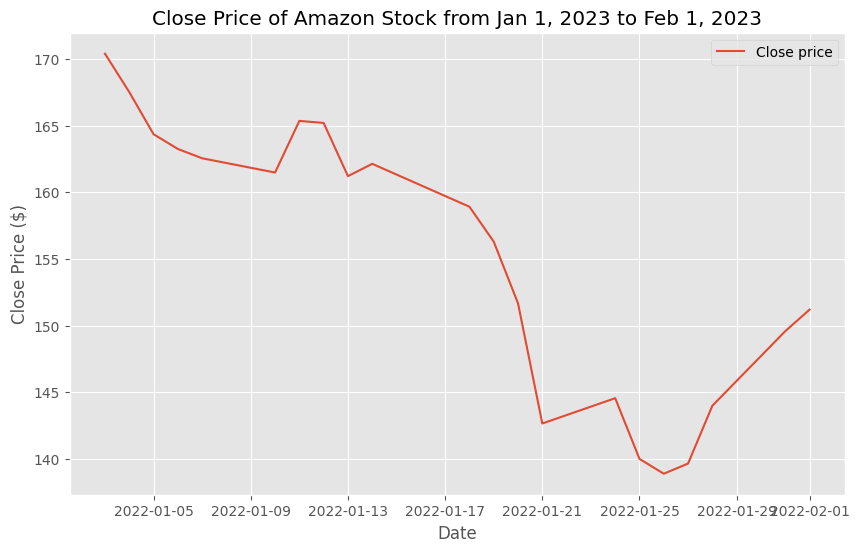 Close Price of Amazon Stock from Jan 1, 2023 to Feb 1, 2023
Close price
Close Price ($)
170
165
160
155
150
145
140
2022-01-05 2022-01-09 2022-01-13 2022-01-17 2022-01-21 2022-01-25 2022-01-29 2022-02-01
Date